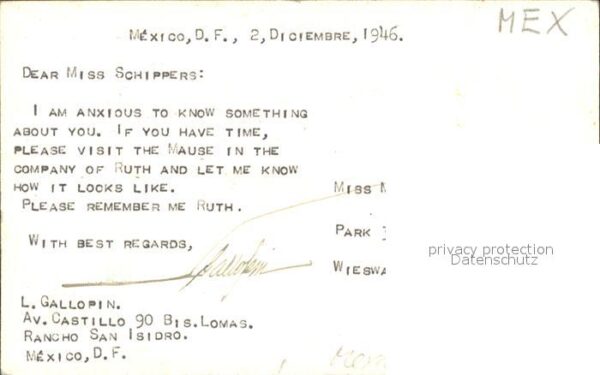 MEX
México, D.F., 2, Diciembre, 1946.
Dear Miss Schippers:
I am anxious to know something
about you. If you have time,
please visit the Mause in the
company of Ruth and let me know
how it looks like.
Please remember me Ruth.
With best regards,
Gallopin
L. Gallopin.
Av. Castillo 90 Bis. Lomas.
Rancho San Isidro.
México, D.F.
Miss
Park
Wieswa
privacy protection
Datenschutz